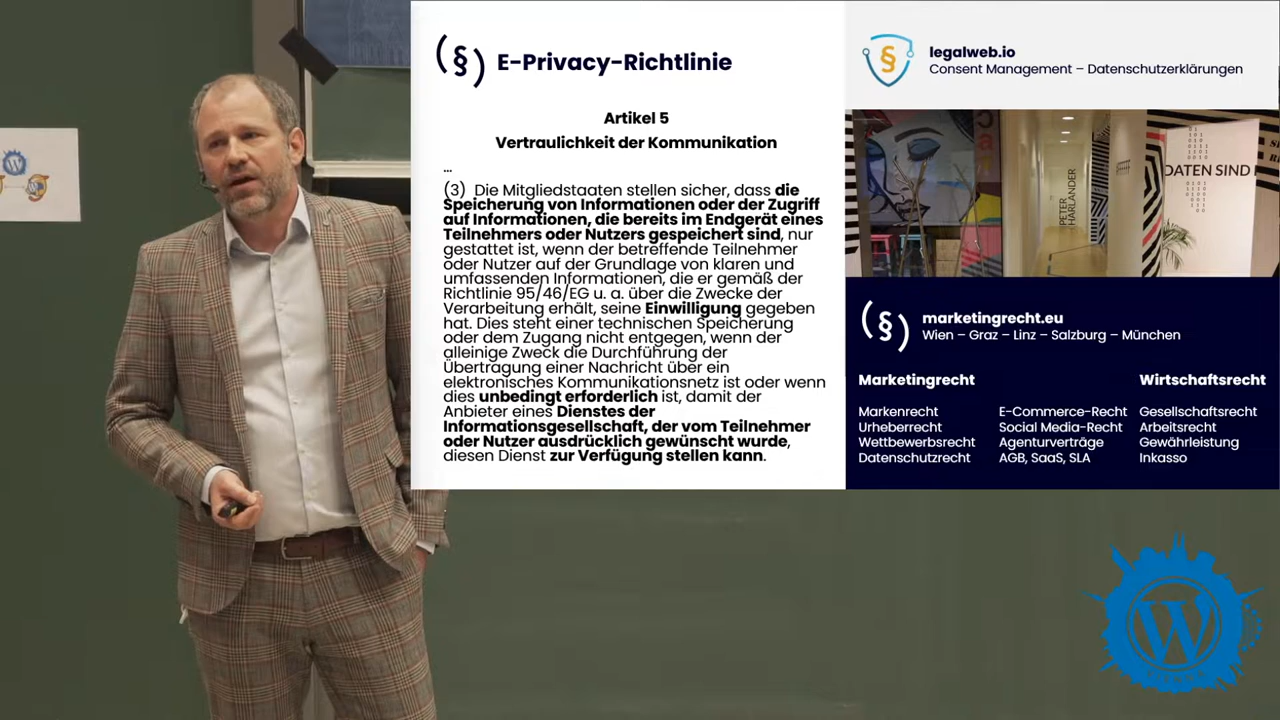 (§) E-Privacy-Richtlinie
Artikel 5
Vertraulichkeit der Kommunikation
...
(3) Die Mitgliedstaaten stellen sicher, dass die
Speicherung von Informationen oder der Zugriff
auf Informationen, die bereits im Endgerät eines
Teilnehmers oder Nutzers gespeichert sind, nur
gestattet ist, wenn der betreffende Teilnehmer
oder Nutzer auf der Grundlage von klaren und
umfassenden Informationen, die er gemäß der
Richtlinie 95/46/EG u. a. über die Zwecke der
Verarbeitung erhält, seine Einwilligung gegeben
hat. Dies steht einer technischen Speicherung
oder dem Zugang nicht entgegen, wenn der
alleinige Zweck die Durchführung der
Übertragung einer Nachricht über ein
elektronisches Kommunikationsnetz ist oder wenn
dies unbedingt erforderlich ist, damit der
Anbieter eines Dienstes der
Informationsgesellschaft, der vom Teilnehmer
oder Nutzer ausdrücklich gewünscht wurde,
diesen Dienst zur Verfügung stellen kann.
§
legalweb.io
Consent Management – Datenschutzerklärungen
PETER
HARLANDER
DATEN SIND
(§)
marketingrecht.eu
Wien – Graz – Linz – Salzburg – München
Marketingrecht
Markenrecht
Urheberrecht
Wettbewerbsrecht
Datenschutzrecht
E-Commerce-Recht
Social Media-Recht
Agenturverträge
AGB, SaaS, SLA
Wirtschaftsrecht
Gesellschaftsrecht
Arbeitsrecht
Gewährleistung
Inkasso
W